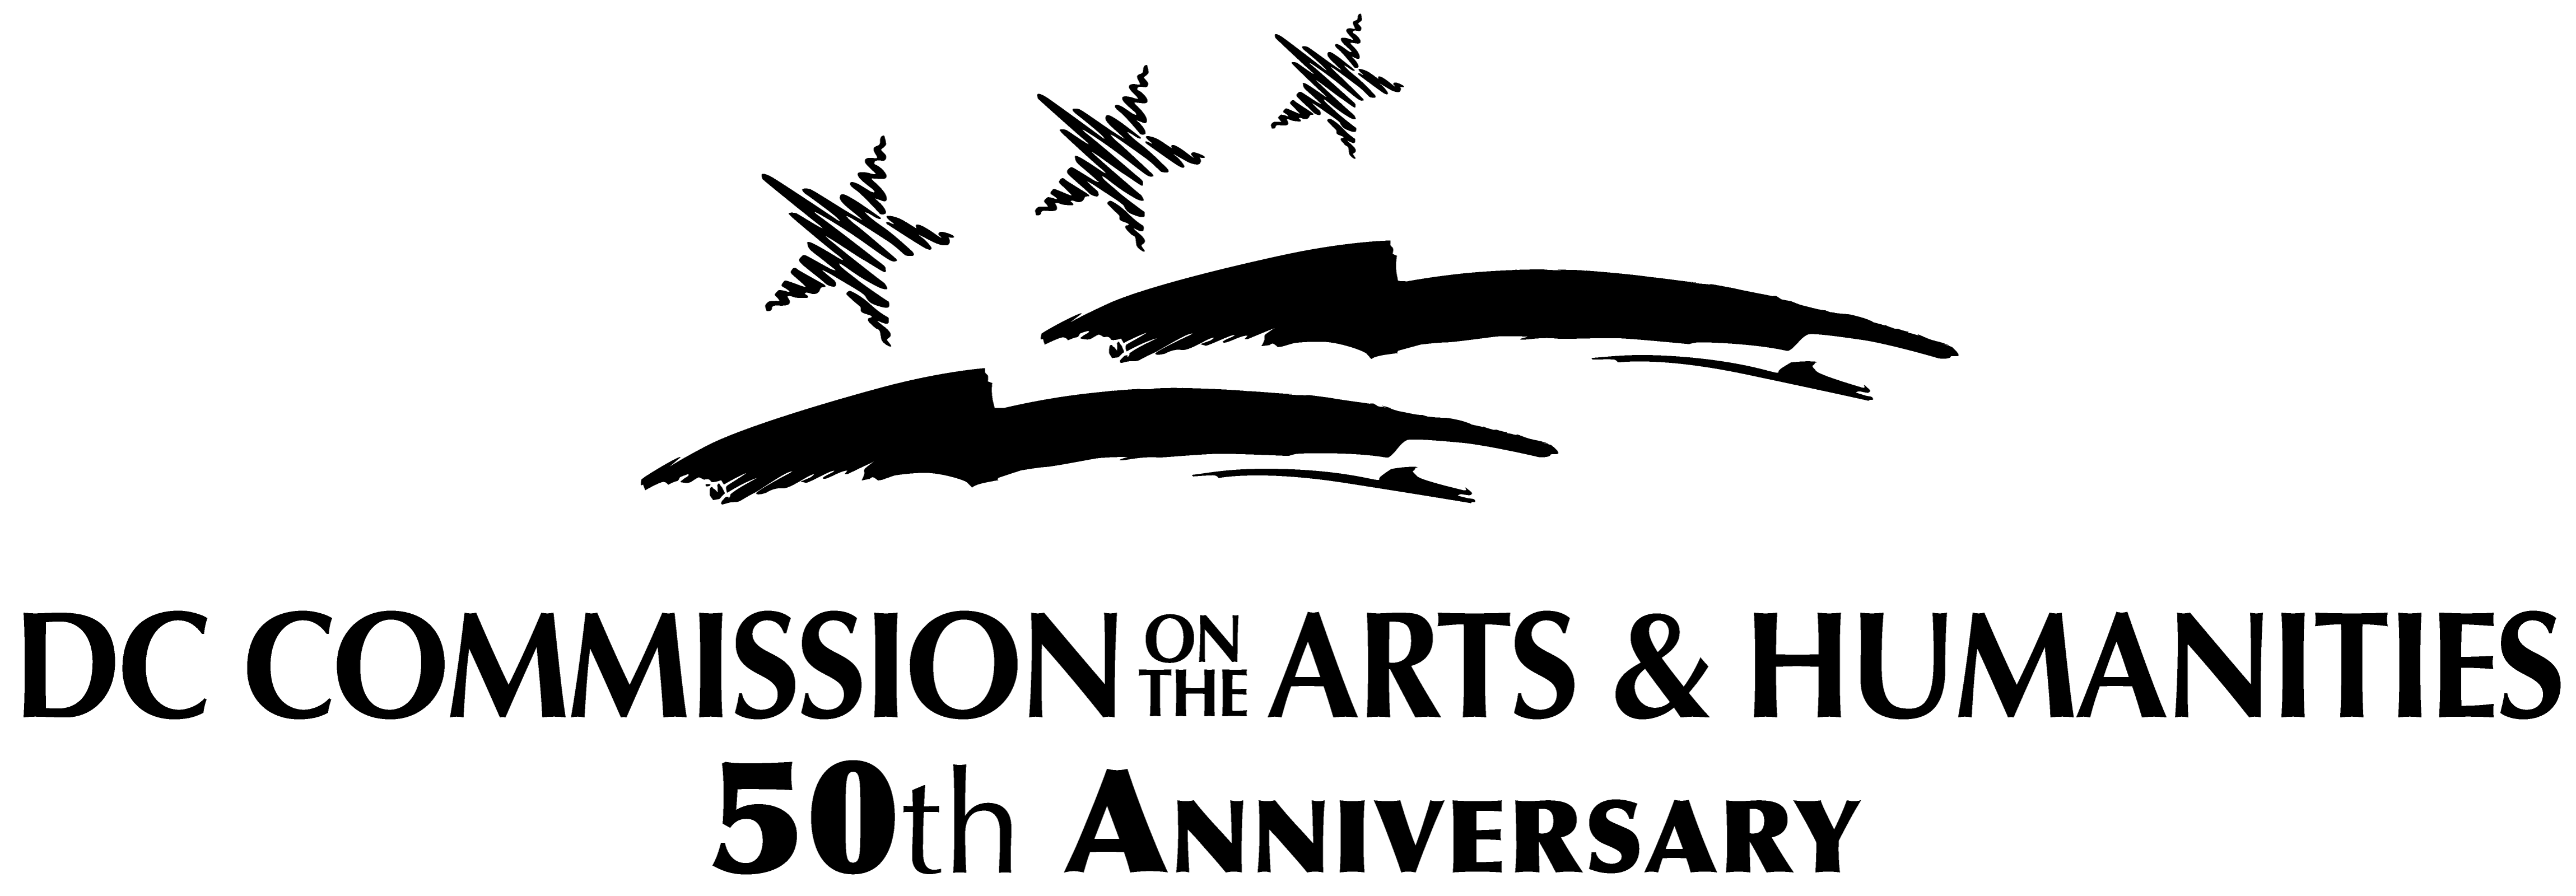 DC COMMISSION ON THE ARTS & HUMANITIES
50th ANNIVERSARY